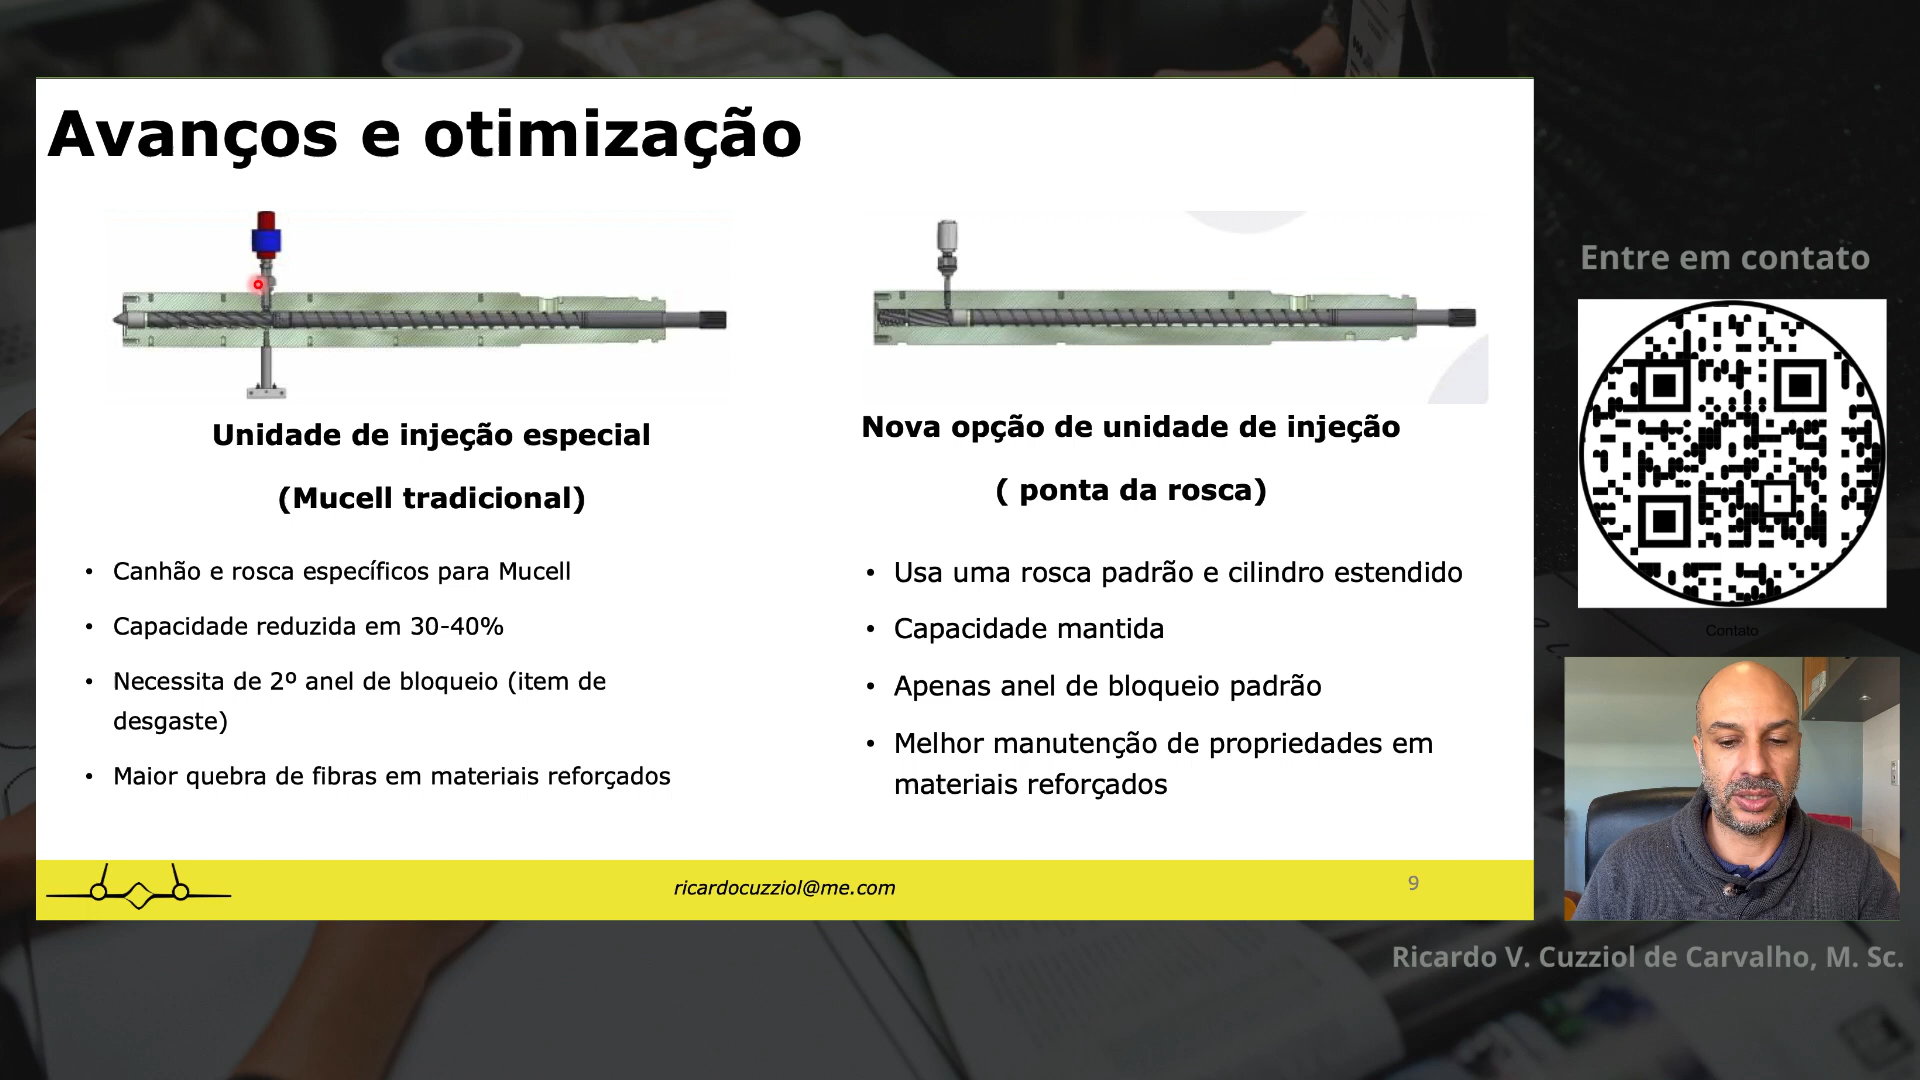 Avanços e otimização
Unidade de injeção especial
(Mucell tradicional)
• Canhão e rosca específicos para Mucell
• Capacidade reduzida em 30-40%
• Necessita de 2º anel de bloqueio (item de
desgaste)
• Maior quebra de fibras em materiais reforçados
Nova opção de unidade de injeção
( ponta da rosca)
• Usa uma rosca padrão e cilindro estendido
• Capacidade mantida
• Apenas anel de bloqueio padrão
• Melhor manutenção de propriedades em
materiais reforçados
ricardocuzziol@me.com
9
Entre em contato
Contato
Ricardo V. Cuzziol de Carvalho, M. Sc.